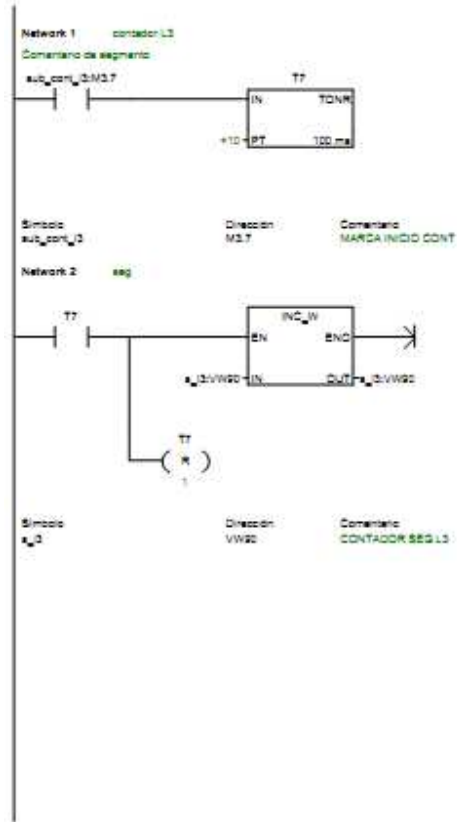 Network 1 contador L3
Comentario de segmento
sub_cont_l3:M3.7
T7
IN TONR
+10 PT 100 ms
Símbolo Dirección Comentario
sub_cont_l3 M3.7 MARCA INICIO CONT
Network 2 seg
T7
INC_W
EN ENO
s_l3:VW90 IN OUT s_l3:VW90
T7
R
1
Símbolo Dirección Comentario
s_l3 VW90 CONTADOR SEG L3